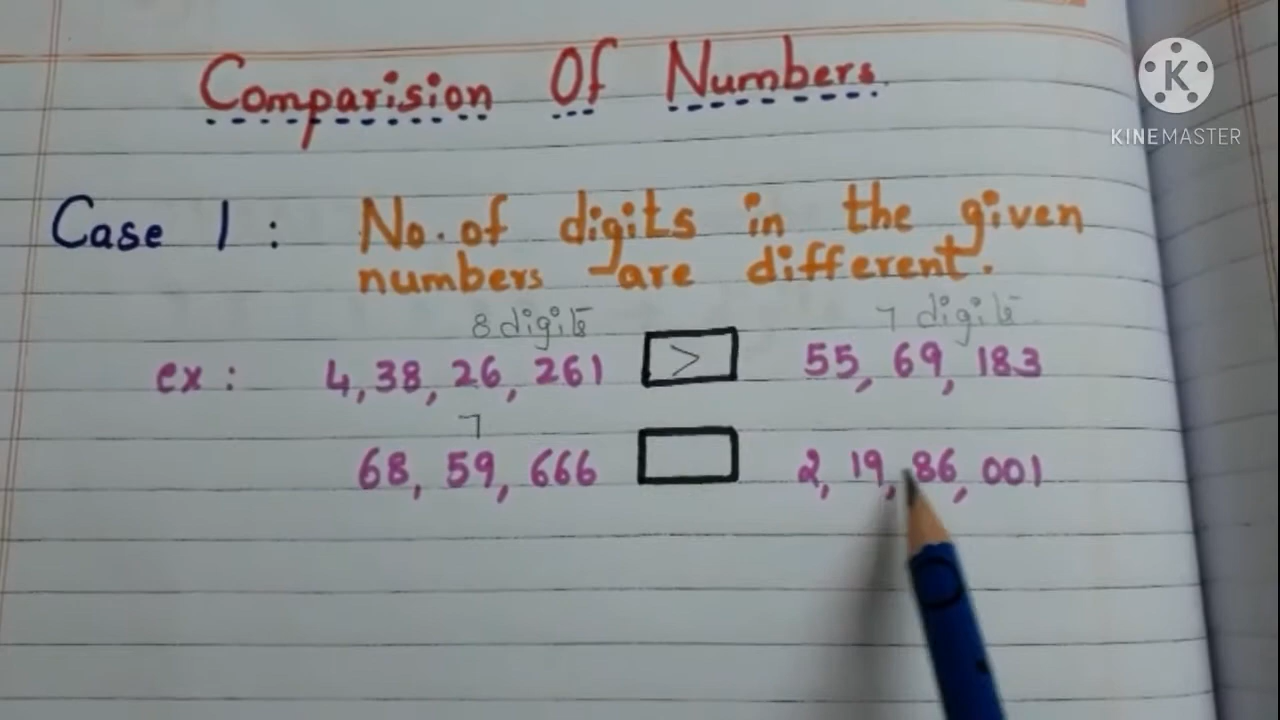 Comparision Of Numbers.
KINEMASTER
Case 1 : No. of digits in the given
numbers are different.
8 digits 7 digits
ex : 4,38,26,261 > 55,69,183
7
68,59,666 2,19,86,001